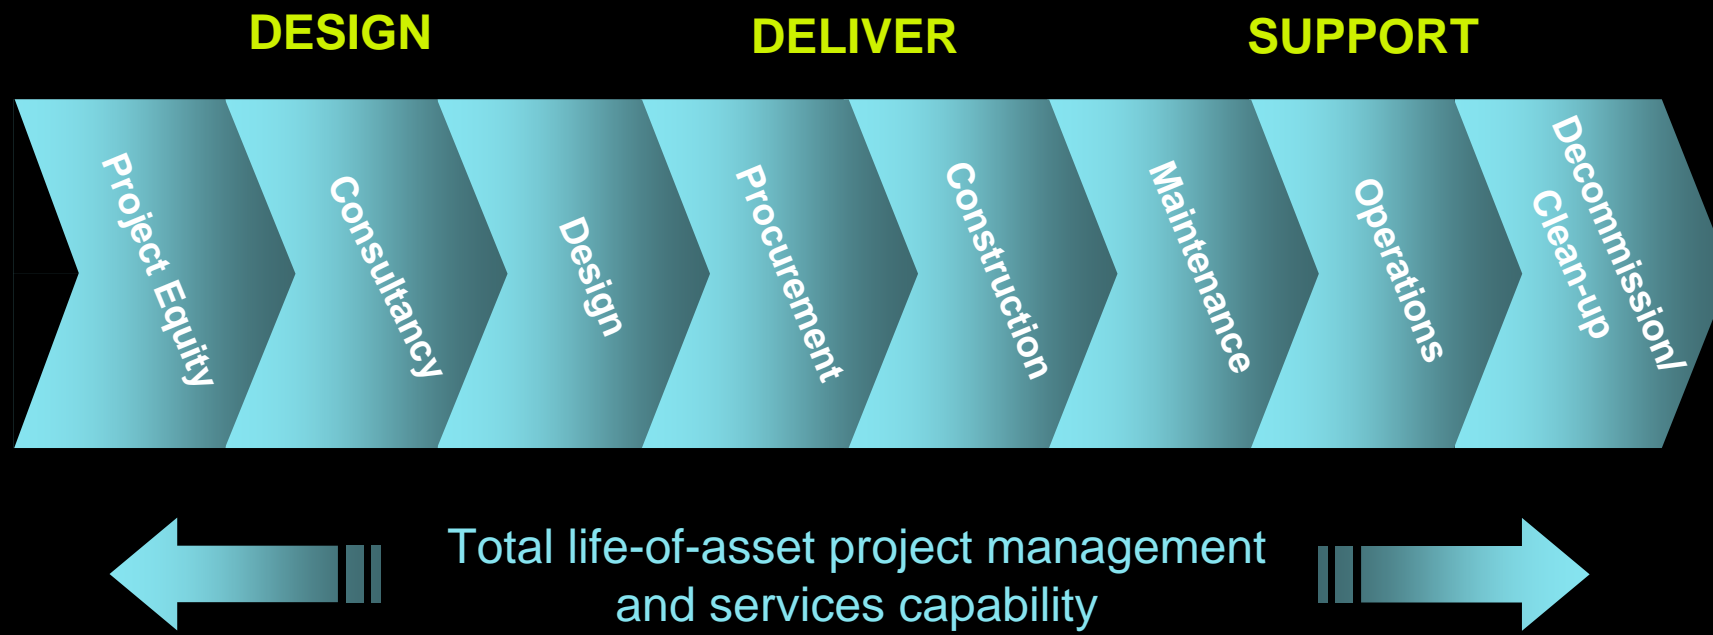 DESIGN
DELIVER
SUPPORT
Project Equity
Consultancy
Design
Procurement
Construction
Maintenance
Operations
Decommission/
Clean-up
Total life-of-asset project management
and services capability